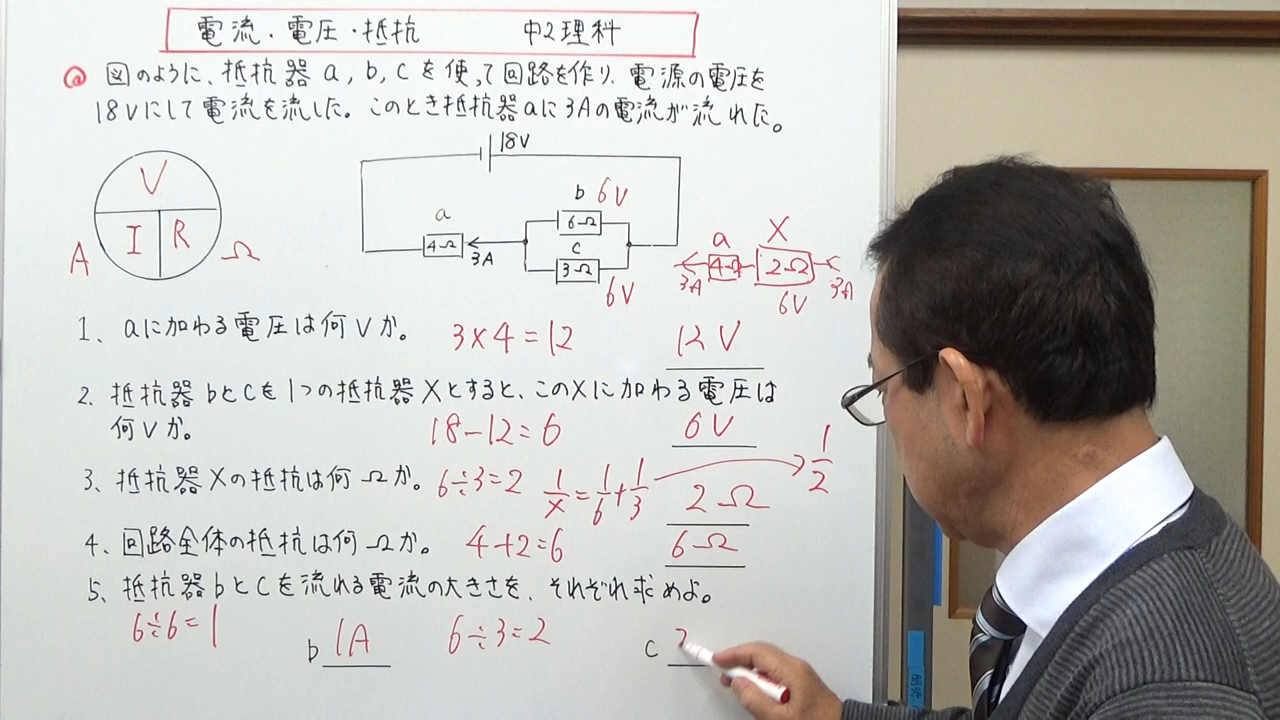 電流・電圧・抵抗 中2理科
@ 図のように、抵抗器a,b,cを使って回路を作り、電源の電圧を
18Vにして電流を流した。このとき抵抗器aに3Aの電流が流れた。
18V
V
I R
A Ω
a
4Ω
3A
b 6V
6Ω
c
3Ω
6V
a X
4Ω 2Ω
3A 6V 3A
1、aに加わる電圧は何Vか。 3×4=12 12V
2、抵抗器bとcを1つの抵抗器Xとすると、このXに加わる電圧は
何Vか。 18-12=6 6V
3、抵抗器Xの抵抗は何Ωか。 6÷3=2 1/X=1/6+1/3 1/2 2Ω
4、回路全体の抵抗は何Ωか。 4+2=6 6Ω
5、抵抗器bとcを流れる電流の大きさを、それぞれ求めよ。
6÷6=1 b 1A 6÷3=2 c 2